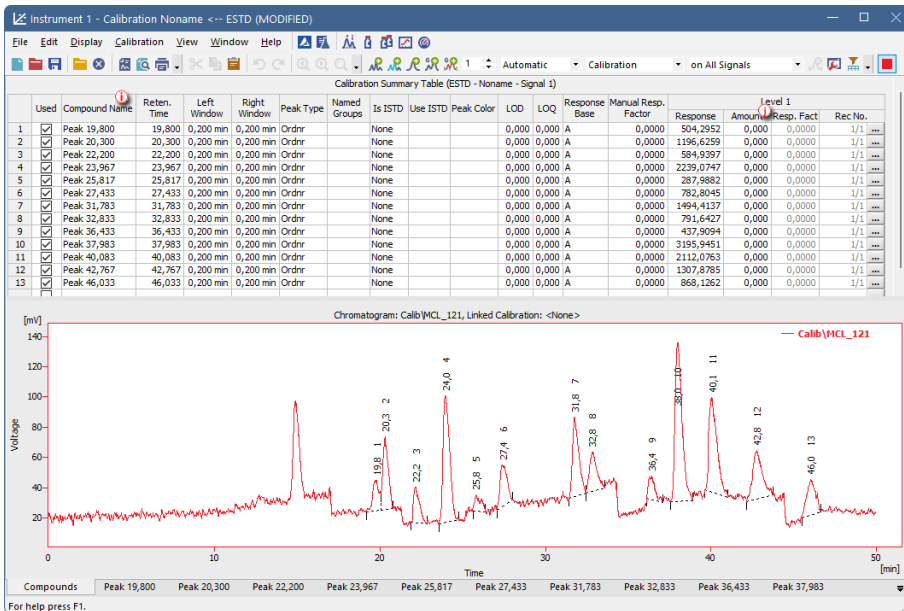 Instrument 1 - Calibration Noname <-- ESTD (MODIFIED)
File Edit Display Calibration View Window Help
1 Automatic Calibration on All Signals
Calibration Summary Table (ESTD - Noname - Signal 1)
Used Compound Name Reten. Time Left Window Right Window Peak Type Named Groups Is ISTD Use ISTD Peak Color LOD LOQ Response Base Manual Resp. Factor Level 1
Response Amount Resp. Fact Rec No.
1 Peak 19,800 19,800 0,200 min 0,200 min Ordnr None 0,000 0,000 A 0,0000 504,2952 0,000 0,0000 1/1 ...
2 Peak 20,300 20,300 0,200 min 0,200 min Ordnr None 0,000 0,000 A 0,0000 1196,6259 0,000 0,0000 1/1 ...
3 Peak 22,200 22,200 0,200 min 0,200 min Ordnr None 0,000 0,000 A 0,0000 584,9397 0,000 0,0000 1/1 ...
4 Peak 23,967 23,967 0,200 min 0,200 min Ordnr None 0,000 0,000 A 0,0000 2239,0747 0,000 0,0000 1/1 ...
5 Peak 25,817 25,817 0,200 min 0,200 min Ordnr None 0,000 0,000 A 0,0000 287,9882 0,000 0,0000 1/1 ...
6 Peak 27,433 27,433 0,200 min 0,200 min Ordnr None 0,000 0,000 A 0,0000 782,8045 0,000 0,0000 1/1 ...
7 Peak 31,783 31,783 0,200 min 0,200 min Ordnr None 0,000 0,000 A 0,0000 1494,4137 0,000 0,0000 1/1 ...
8 Peak 32,833 32,833 0,200 min 0,200 min Ordnr None 0,000 0,000 A 0,0000 791,6427 0,000 0,0000 1/1 ...
9 Peak 36,433 36,433 0,200 min 0,200 min Ordnr None 0,000 0,000 A 0,0000 437,9094 0,000 0,0000 1/1 ...
10 Peak 37,983 37,983 0,200 min 0,200 min Ordnr None 0,000 0,000 A 0,0000 3195,9451 0,000 0,0000 1/1 ...
11 Peak 40,083 40,083 0,200 min 0,200 min Ordnr None 0,000 0,000 A 0,0000 2112,0763 0,000 0,0000 1/1 ...
12 Peak 42,767 42,767 0,200 min 0,200 min Ordnr None 0,000 0,000 A 0,0000 1307,8785 0,000 0,0000 1/1 ...
13 Peak 46,033 46,033 0,200 min 0,200 min Ordnr None 0,000 0,000 A 0,0000 868,1262 0,000 0,0000 1/1 ...
Chromatogram: Calib\MCL_121, Linked Calibration: <None>
[mV]
Calib\MCL_121
140
120
100
80
60
40
20
Voltage
19,8 1
20,3 2
22,2 3
24,0 4
25,8 5
27,4 6
31,8 7
32,8 8
36,4 9
38,0 10
40,1 11
42,8 12
46,0 13
0 10 20 30 40 50
Time
[min]
Compounds Peak 19,800 Peak 20,300 Peak 22,200 Peak 23,967 Peak 25,817 Peak 27,433 Peak 31,783 Peak 32,833 Peak 36,433 Peak 37,983
For help press F1.